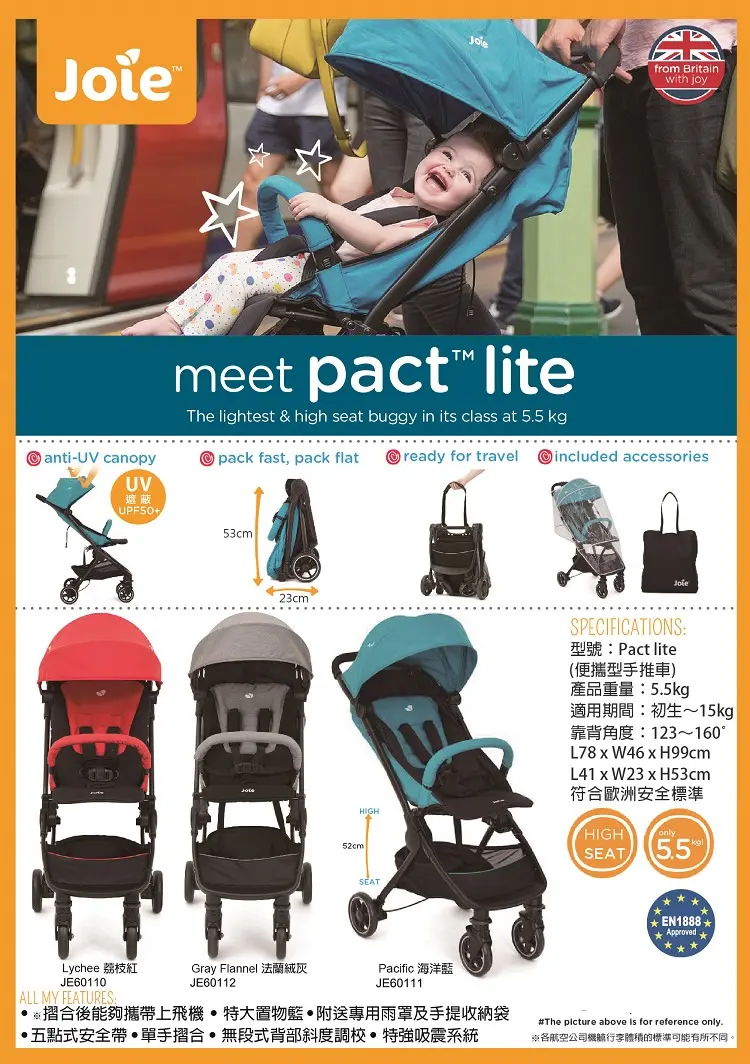 Joie™
Joie
from Britain
with joy
meet pact™ lite
The lightest & high seat buggy in its class at 5.5 kg
anti-UV canopy
pack fast, pack flat
ready for travel
included accessories
UV
遮蔽
UPF50+
53cm
23cm
Joie
SPECIFICATIONS:
型號：Pact lite
(便攜型手推車)
產品重量：5.5kg
適用期間：初生～15kg
靠背角度：123～160°
L78 x W46 x H99cm
L41 x W23 x H53cm
符合歐洲安全標準
HIGH
SEAT
only
5.5kg!
EN1888
Approved
Joie
Joie
HIGH
52cm
SEAT
Lychee 荔枝紅
JE60110
Gray Flannel 法蘭絨灰
JE60112
Pacific 海洋藍
JE60111
ALL MY FEATURES:
•※摺合後能夠攜帶上飛機•特大置物籃•附送專用雨罩及手提收納袋
•五點式安全帶•單手摺合•無段式背部斜度調校•特強吸震系統
#The picture above is for reference only.
※各航空公司機艙行李體積的標準可能有所不同。